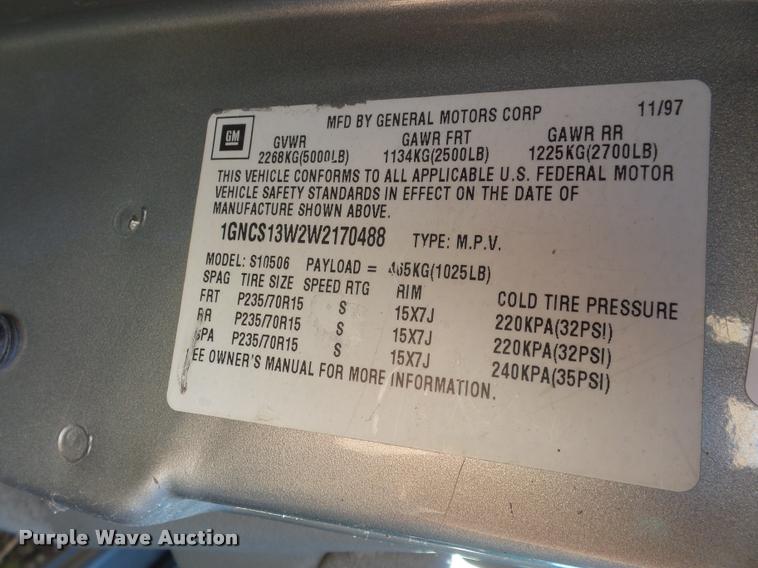 MFD BY GENERAL MOTORS CORP 11/97
GM
GVWR GAWR FRT GAWR RR
2268KG(5000LB) 1134KG(2500LB) 1225KG(2700LB)
THIS VEHICLE CONFORMS TO ALL APPLICABLE U.S. FEDERAL MOTOR
VEHICLE SAFETY STANDARDS IN EFFECT ON THE DATE OF
MANUFACTURE SHOWN ABOVE.
1GNCS13W2W2170488 TYPE: M.P.V.
MODEL: S10506 PAYLOAD = 465KG(1025LB)
SPAG TIRE SIZE SPEED RTG RIM COLD TIRE PRESSURE
FRT P235/70R15 S 15X7J 220KPA(32PSI)
RR P235/70R15 S 15X7J 220KPA(32PSI)
SPA P235/70R15 S 15X7J 240KPA(35PSI)
EE OWNER'S MANUAL FOR MORE INFORMATION.
Purple Wave Auction